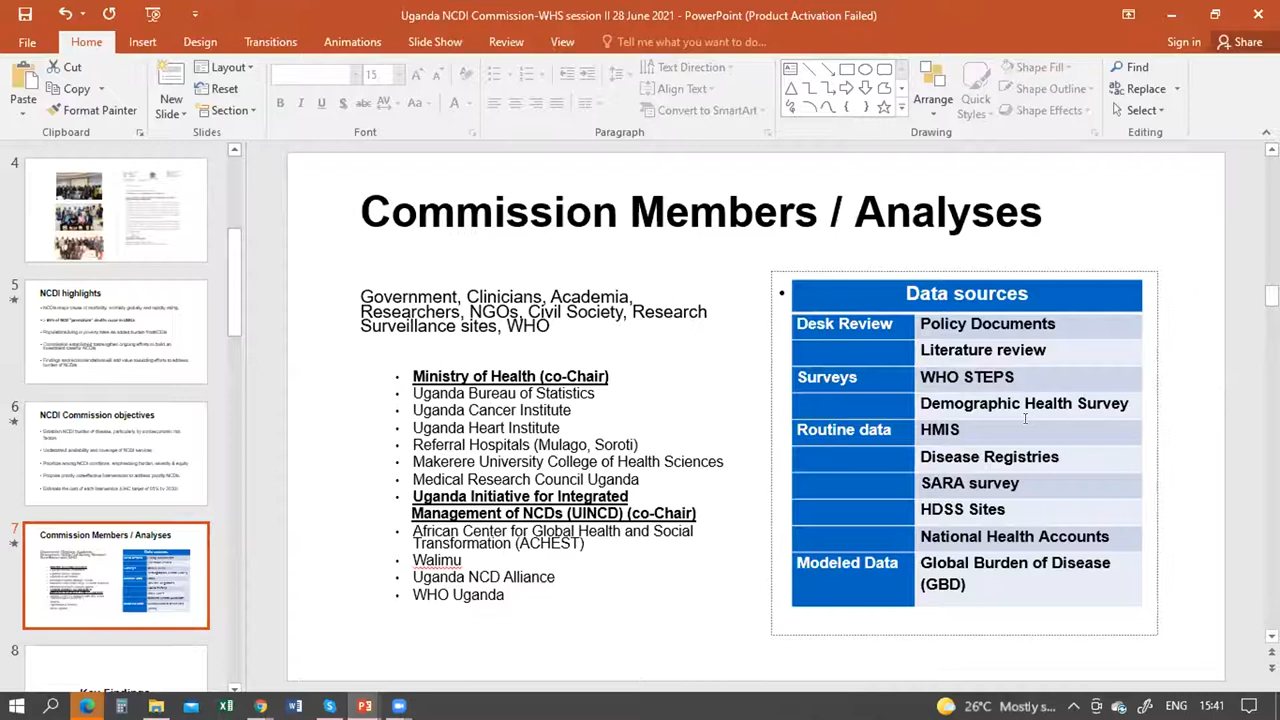 Uganda NCDI Commission-WHS session II 28 June 2021 - PowerPoint (Product Activation Failed)
File Home Insert Design Transitions Animations Slide Show Review View Tell me what you want to do... Sign in Share
Paste
Cut
Copy
Format Painter
Clipboard
New
Slide
Layout
Reset
Section
Slides
15
Font
Text Direction
Align Text
Convert to SmartArt
Paragraph
Arrange
Quick
Styles
Shape Fill
Shape Outline
Shape Effects
Drawing
Find
Replace
Select
Editing
4
5
NCDI highlights
6
NCDI Commission objectives
7
Commission Members / Analyses
8
Key Findings
Commission Members / Analyses
Government, Clinicians, Academia,
Researchers, NGOs, Civil Society, Research
Surveillance sites, WHO
• Ministry of Health (co-Chair)
• Uganda Bureau of Statistics
• Uganda Cancer Institute
• Uganda Heart Institute
• Referral Hospitals (Mulago, Soroti)
• Makerere University College of Health Sciences
• Medical Research Council Uganda
• Uganda Initiative for Integrated
Management of NCDs (UINCD) (co-Chair)
• African Center for Global Health and Social
Transformation (ACHEST)
• Walimu
• Uganda NCD Alliance
• WHO Uganda
• Data sources
Desk Review Policy Documents
Literature review
Surveys WHO STEPS
Demographic Health Survey
Routine data HMIS
Disease Registries
SARA survey
HDSS Sites
National Health Accounts
Modeled Data Global Burden of Disease
(GBD)
26°C Mostly s... ENG 15:41